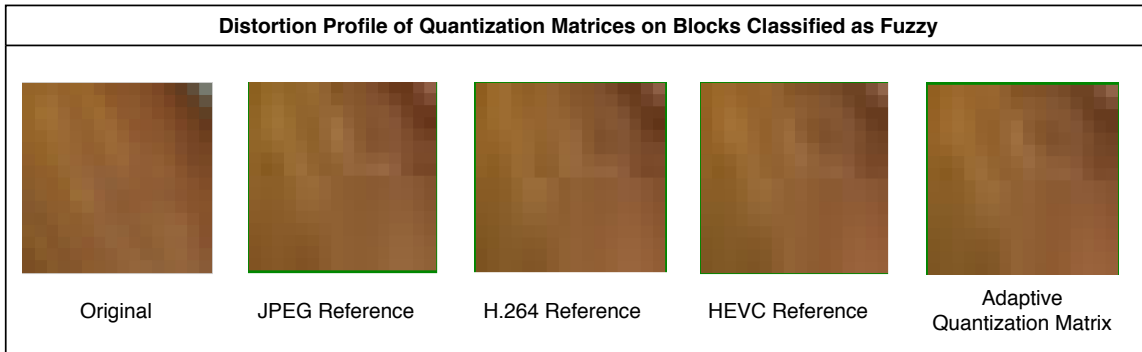 Distortion Profile of Quantization Matrices on Blocks Classified as Fuzzy
Original
JPEG Reference
H.264 Reference
HEVC Reference
Adaptive
Quantization Matrix